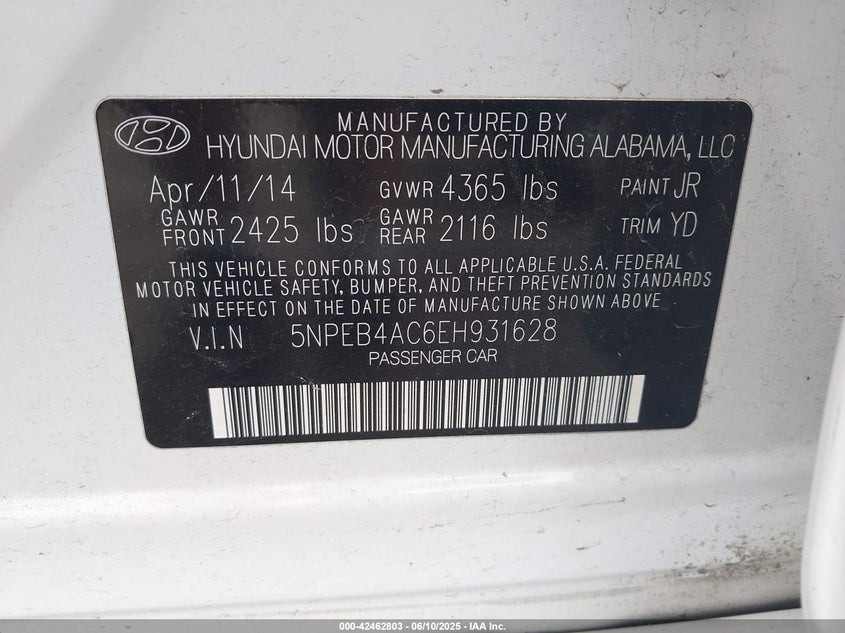 MANUFACTURED BY
HYUNDAI MOTOR MANUFACTURING ALABAMA, LLC
Apr/11/14 GVWR 4365 lbs PAINT JR
GAWR FRONT 2425 lbs GAWR REAR 2116 lbs TRIM YD
THIS VEHICLE CONFORMS TO ALL APPLICABLE U.S.A. FEDERAL
MOTOR VEHICLE SAFETY, BUMPER, AND THEFT PREVENTION STANDARDS
IN EFFECT ON THE DATE OF MANUFACTURE SHOWN ABOVE
V.I.N 5NPEB4AC6EH931628
PASSENGER CAR
000-42462803 - 06/10/2025 - IAA Inc.